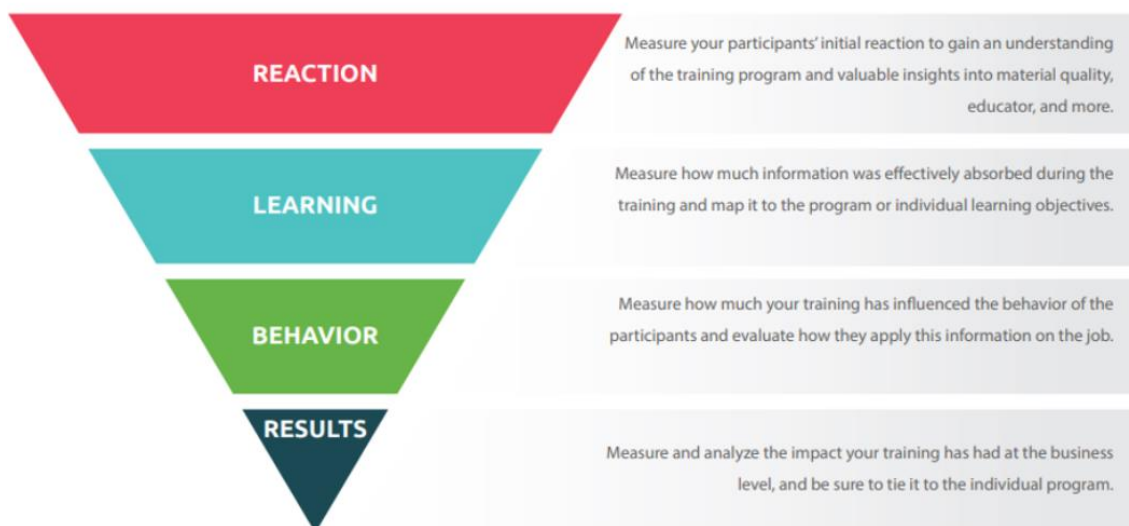 REACTION
Measure your participants' initial reaction to gain an understanding
of the training program and valuable insights into material quality,
educator, and more.
LEARNING
Measure how much information was effectively absorbed during the
training and map it to the program or individual learning objectives.
BEHAVIOR
Measure how much your training has influenced the behavior of the
participants and evaluate how they apply this information on the job.
RESULTS
Measure and analyze the impact your training has had at the business
level, and be sure to tie it to the individual program.